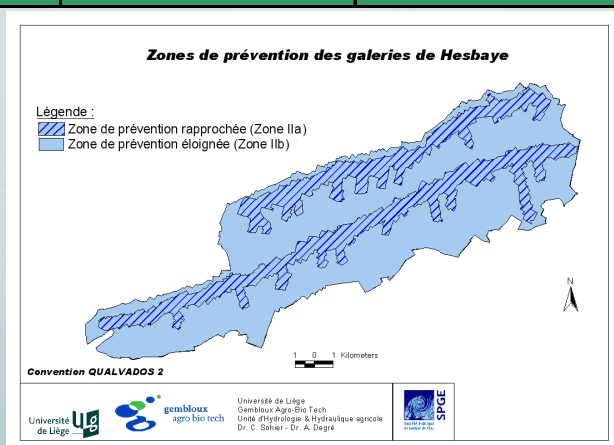 Zones de prévention des galeries de Hesbaye
Légende :
Zone de prévention rapprochée (Zone IIa)
Zone de prévention éloignée (Zone IIb)
N
1 0 1 Kilometers
Convention QUALVADOS 2
Université
de Liège
gembloux
agro bio tech
Université de Liège
Gembloux Agro-Bio Tech
Unité d'Hydrologie & Hydraulique agricole
Dr. C. Sohier - Dr. A. Degré
SPGE